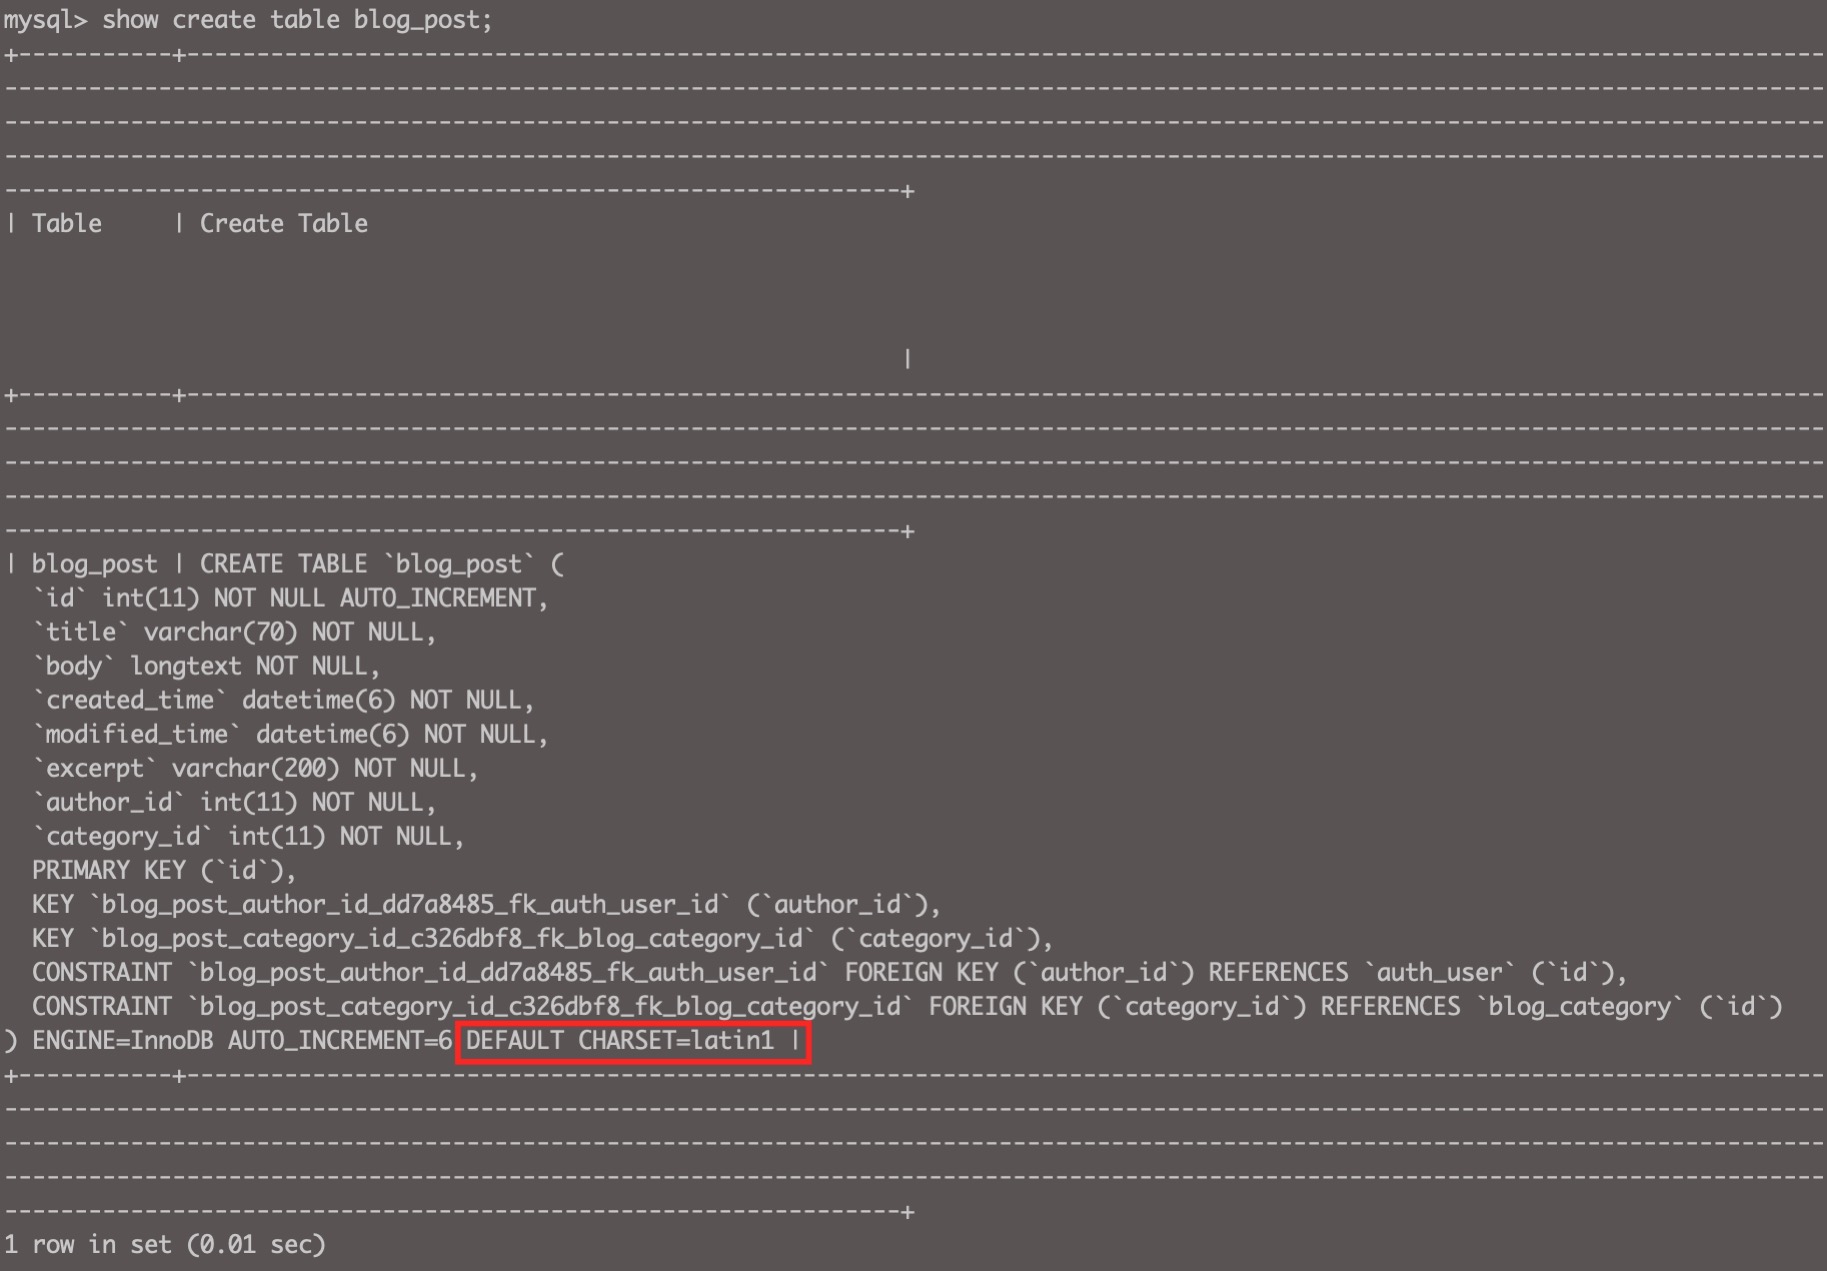 mysql> show create table blog_post;
+-----------+----------------------------------------------------------------------------------------------------------------------
----------------------------------------------------------------------------------------------------------------------------------
----------------------------------------------------------------------------------------------------------------------------------
----------------------------------------------------------------------------------------------------------------------------------
----------------------------------------------------------------+
| Table     | Create Table
|
+-----------+----------------------------------------------------------------------------------------------------------------------
----------------------------------------------------------------------------------------------------------------------------------
----------------------------------------------------------------------------------------------------------------------------------
----------------------------------------------------------------------------------------------------------------------------------
----------------------------------------------------------------+
| blog_post | CREATE TABLE `blog_post` (
  `id` int(11) NOT NULL AUTO_INCREMENT,
  `title` varchar(70) NOT NULL,
  `body` longtext NOT NULL,
  `created_time` datetime(6) NOT NULL,
  `modified_time` datetime(6) NOT NULL,
  `excerpt` varchar(200) NOT NULL,
  `author_id` int(11) NOT NULL,
  `category_id` int(11) NOT NULL,
  PRIMARY KEY (`id`),
  KEY `blog_post_author_id_dd7a8485_fk_auth_user_id` (`author_id`),
  KEY `blog_post_category_id_c326dbf8_fk_blog_category_id` (`category_id`),
  CONSTRAINT `blog_post_author_id_dd7a8485_fk_auth_user_id` FOREIGN KEY (`author_id`) REFERENCES `auth_user` (`id`),
  CONSTRAINT `blog_post_category_id_c326dbf8_fk_blog_category_id` FOREIGN KEY (`category_id`) REFERENCES `blog_category` (`id`)
) ENGINE=InnoDB AUTO_INCREMENT=6 DEFAULT CHARSET=latin1 |
+-----------+----------------------------------------------------------------------------------------------------------------------
----------------------------------------------------------------------------------------------------------------------------------
----------------------------------------------------------------------------------------------------------------------------------
----------------------------------------------------------------------------------------------------------------------------------
----------------------------------------------------------------+
1 row in set (0.01 sec)